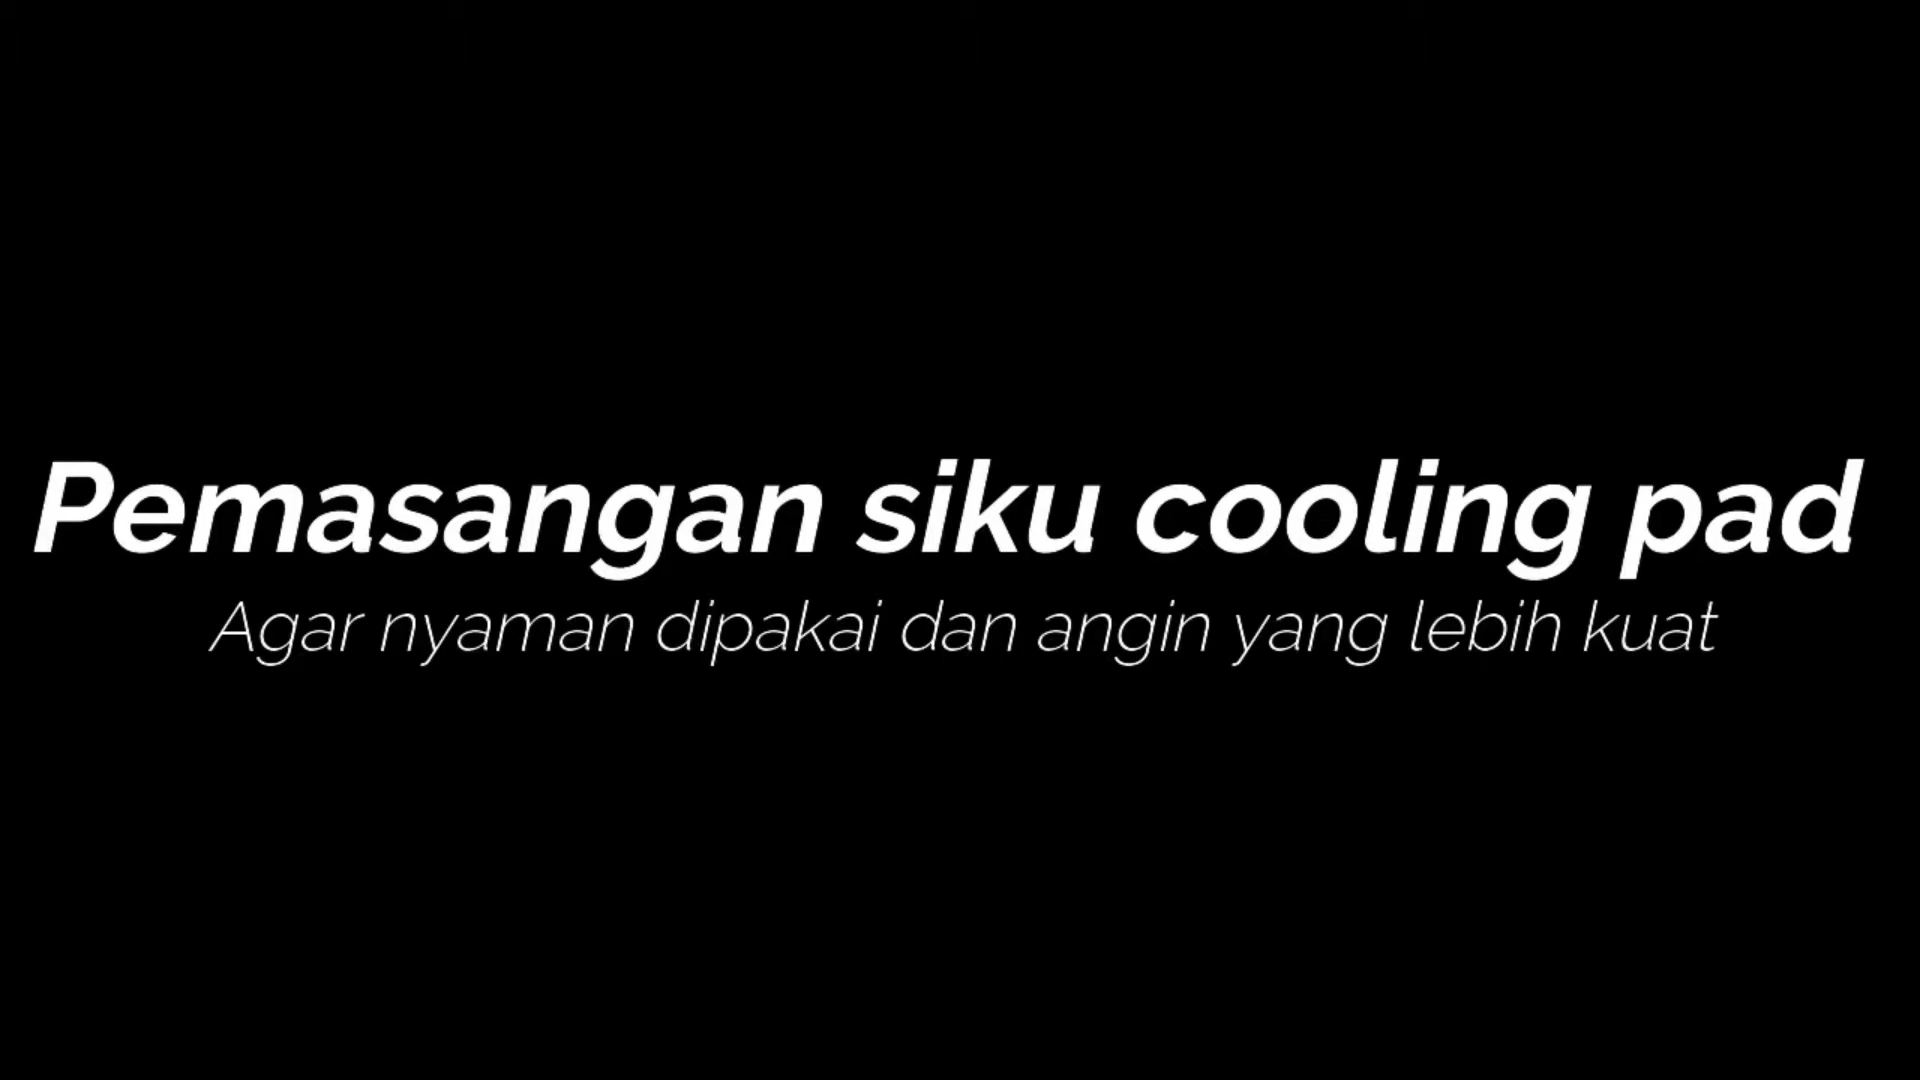 Pemasangan siku cooling pad
Agar nyaman dipakai dan angin yang lebih kuat